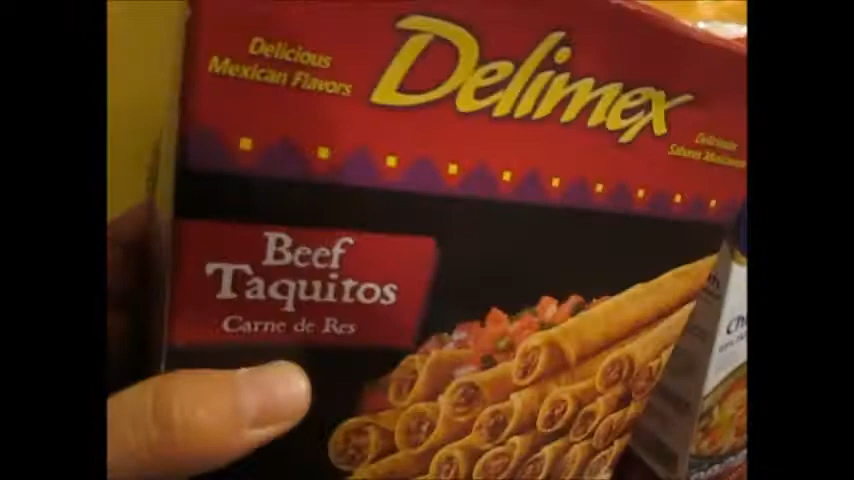 Delicious
Mexican Flavors
Delimex
Beef
Taquitos
Carne de Res